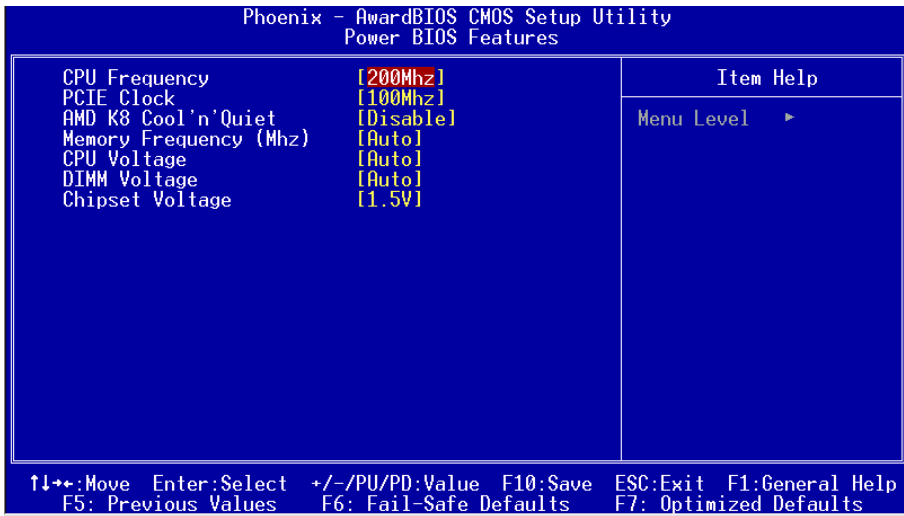 Phoenix - AwardBIOS CMOS Setup Utility
Power BIOS Features
CPU Frequency [200Mhz]
PCIE Clock [100Mhz]
AMD K8 Cool'n'Quiet [Disable]
Memory Frequency (Mhz) [Auto]
CPU Voltage [Auto]
DIMM Voltage [Auto]
Chipset Voltage [1.5V]
Item Help
Menu Level ►
↑↓→←:Move Enter:Select +/-/PU/PD:Value F10:Save ESC:Exit F1:General Help
F5: Previous Values F6: Fail-Safe Defaults F7: Optimized Defaults